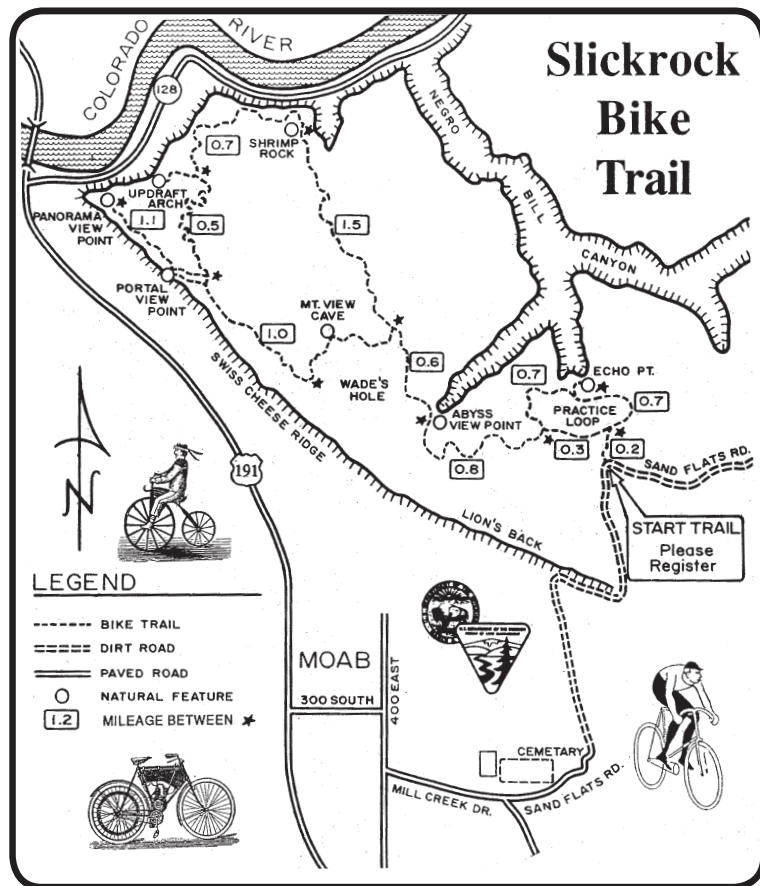 Slickrock
Bike
Trail
COLORADO
RIVER
128
NEGRO
BILL
CANYON
0.7
SHRIMP
ROCK
UPDRAFT
ARCH
PANORAMA
VIEW
POINT
1.1
0.5
1.5
PORTAL
VIEW
POINT
MT. VIEW
CAVE
1.0
0.6
WADE'S
HOLE
SWISS CHEESE RIDGE
ECHO PT.
0.7
PRACTICE
LOOP
0.7
ABYSS
VIEW POINT
0.8
0.3
0.2
SAND FLATS RD.
191
LION'S BACK
START TRAIL
Please
Register
N
LEGEND
BIKE TRAIL
DIRT ROAD
PAVED ROAD
NATURAL FEATURE
1.2
MILEAGE BETWEEN
MOAB
300 SOUTH
400 EAST
CEMETARY
MILL CREEK DR.
SAND FLATS RD.